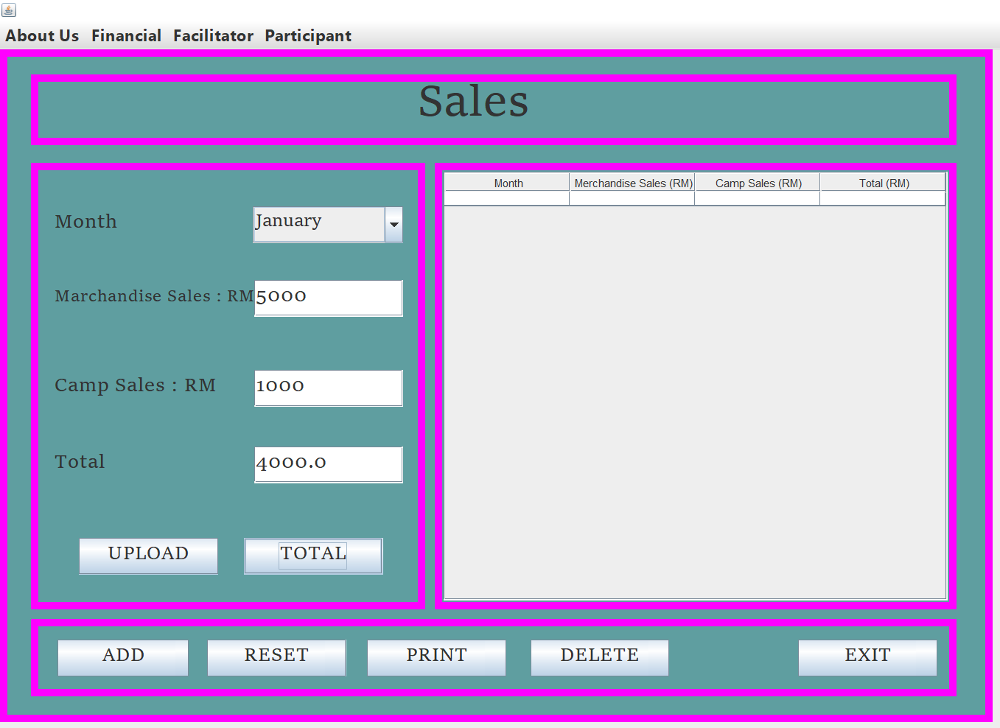 About Us Financial Facilitator Participant
Sales
Month January
Marchandise Sales : RM 5000
Camp Sales : RM 1000
Total 4000.0
UPLOAD TOTAL
Month Merchandise Sales (RM) Camp Sales (RM) Total (RM)
ADD RESET PRINT DELETE EXIT